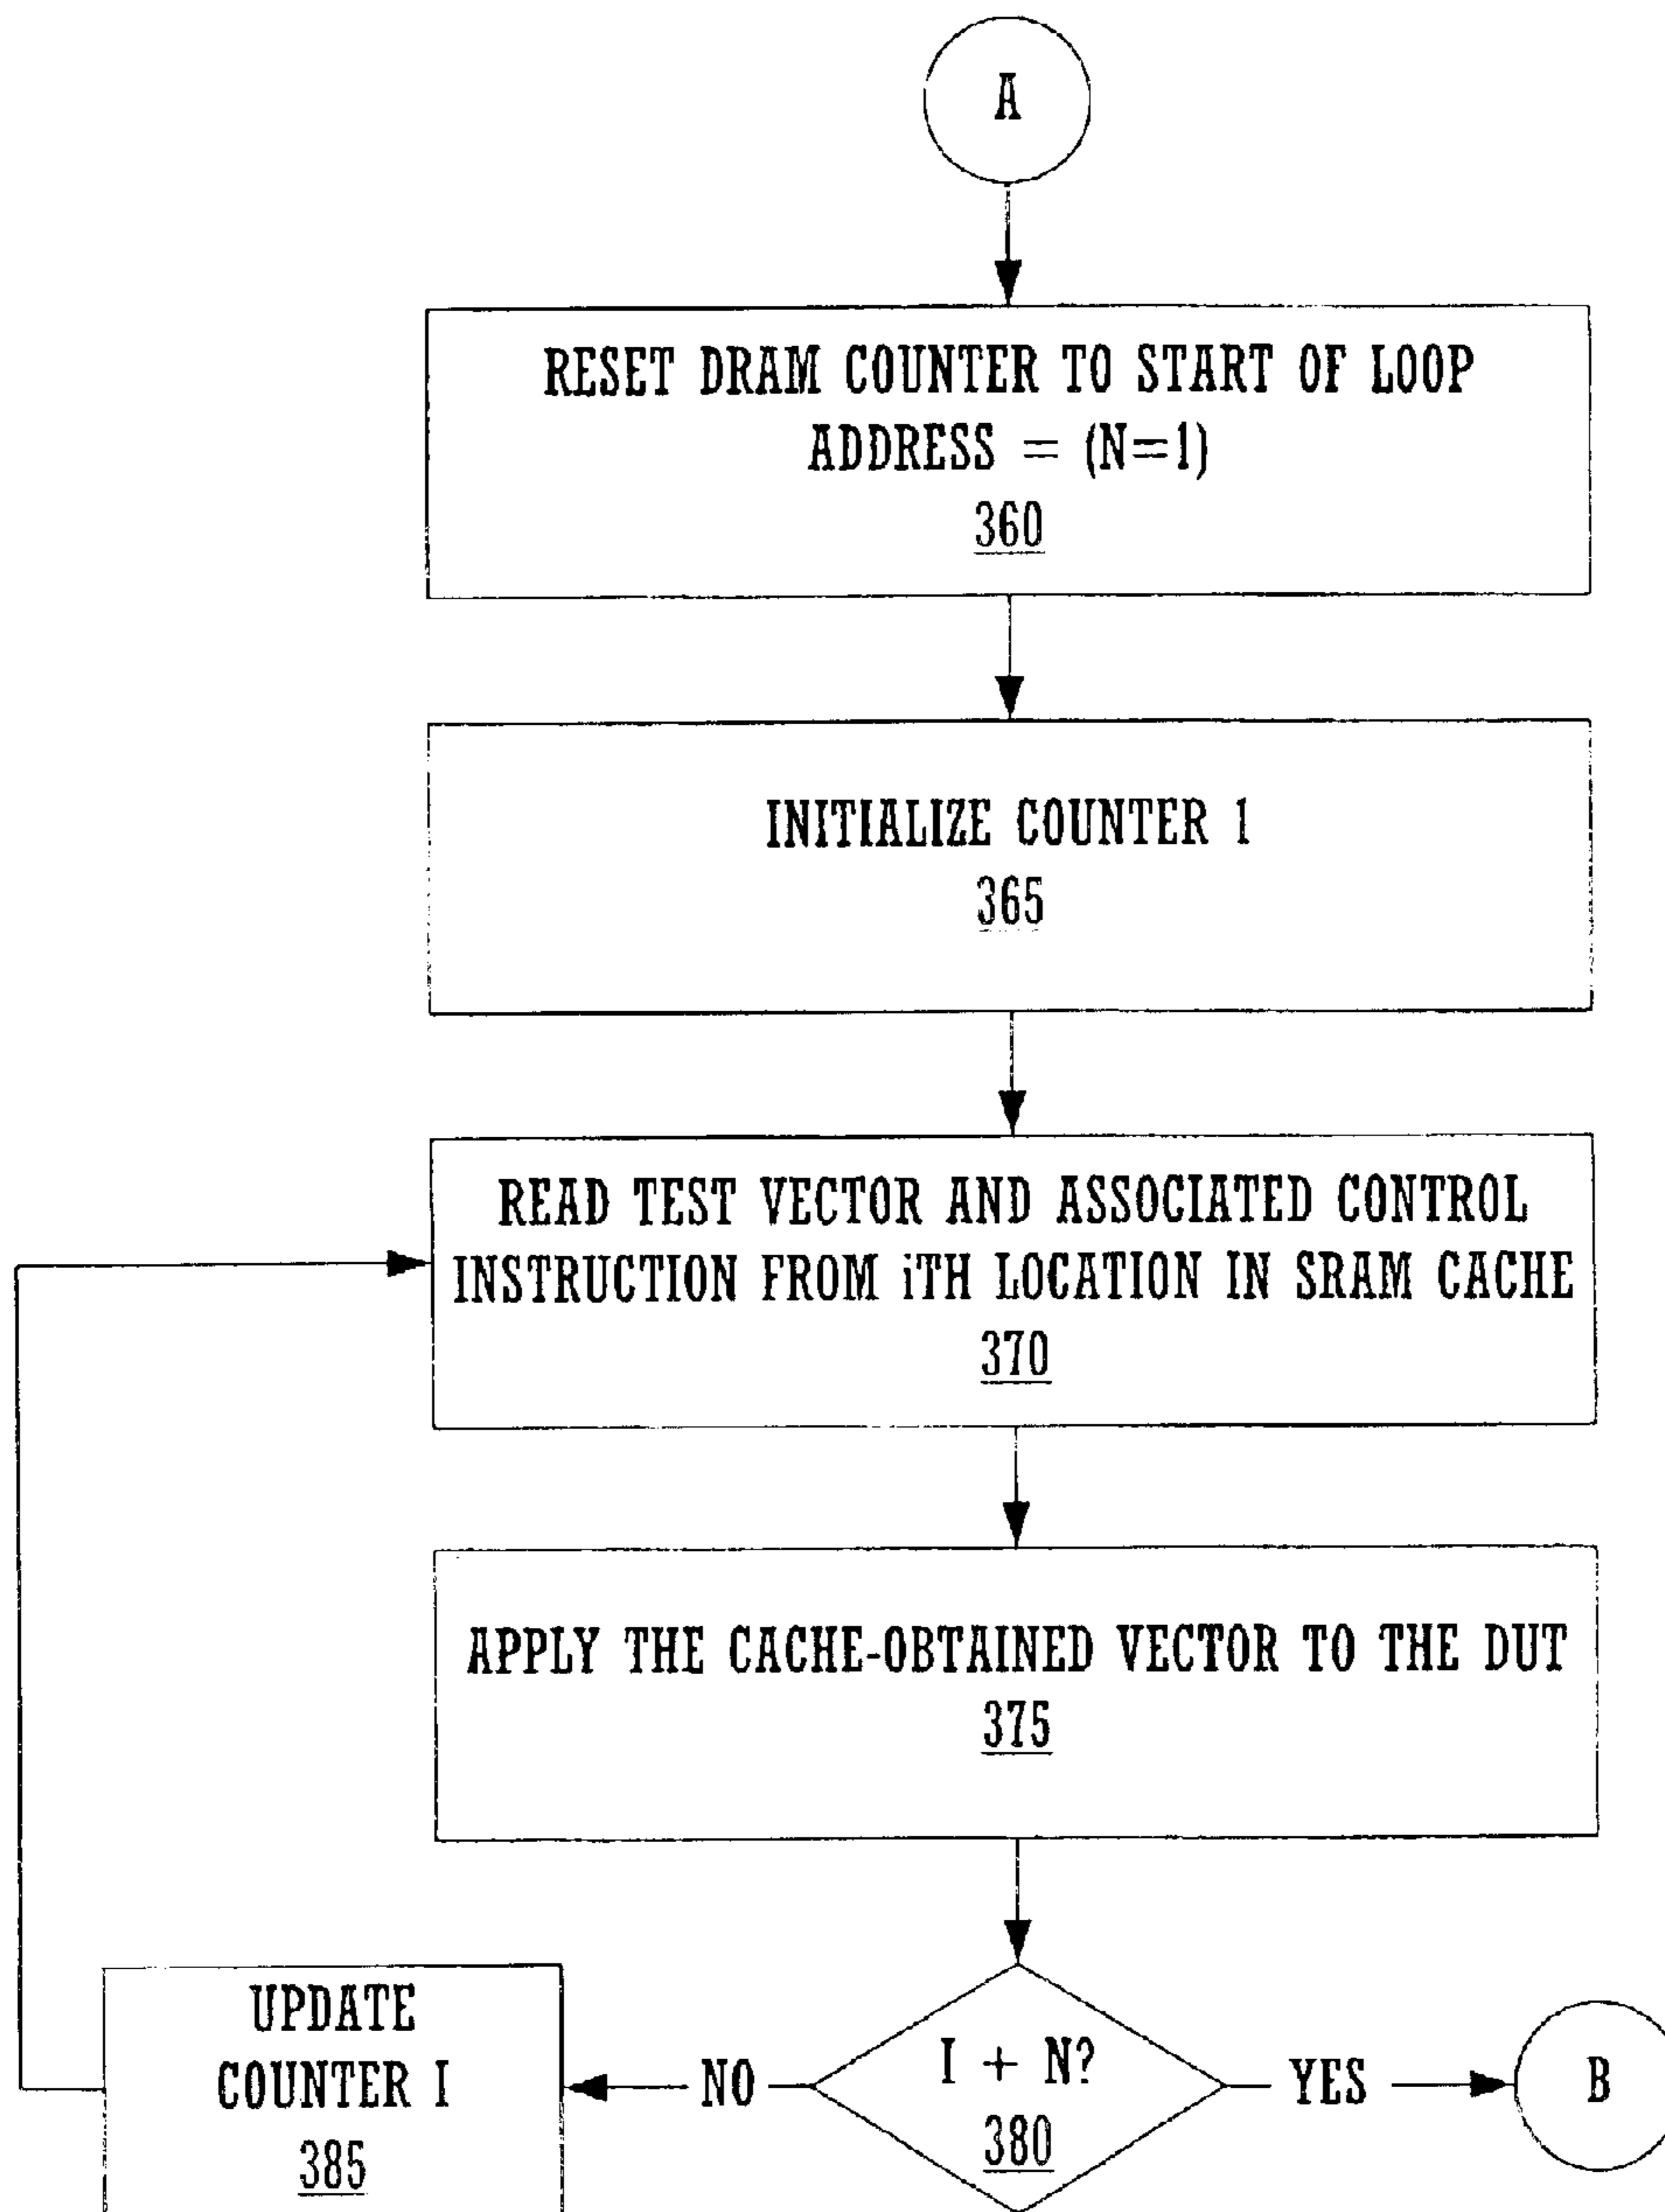 A
RESET DRAM COUNTER TO START OF LOOP
ADDRESS = (N=1)
360
INITIALIZE COUNTER 1
365
READ TEST VECTOR AND ASSOCIATED CONTROL
INSTRUCTION FROM iTH LOCATION IN SRAM CACHE
370
APPLY THE CACHE-OBTAINED VECTOR TO THE DUT
375
I + N?
380
NO
YES
B
UPDATE
COUNTER I
385